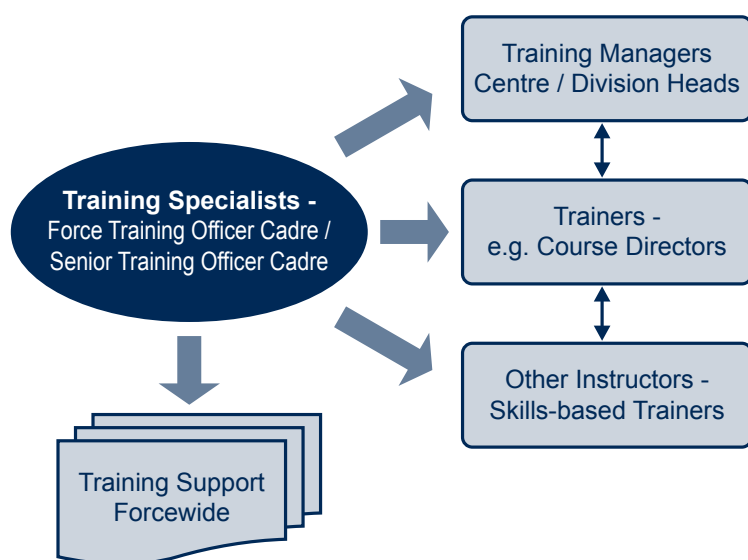 Training Managers
Centre / Division Heads
Training Specialists -
Force Training Officer Cadre /
Senior Training Officer Cadre
Trainers -
e.g. Course Directors
Other Instructors -
Skills-based Trainers
Training Support
Forcewide